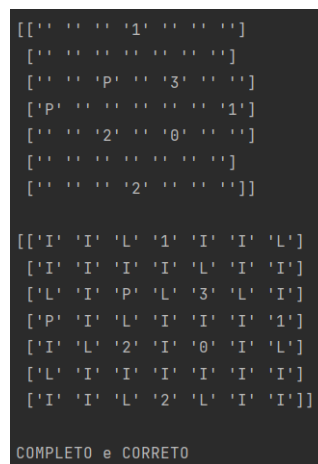 [['' '' '' '1' '' '' '']
['' '' '' '' '' '' '']
['' '' 'P' '' '3' '' '']
['P' '' '' '' '' '' '1']
['' '' '2' '' '0' '' '']
['' '' '' '' '' '' '']
['' '' '' '2' '' '' '']]
[['I' 'I' 'L' '1' 'I' 'I' 'L']
['I' 'I' 'I' 'I' 'L' 'I' 'I']
['L' 'I' 'P' 'L' '3' 'L' 'I']
['P' 'I' 'L' 'I' 'I' 'I' '1']
['I' 'L' '2' 'I' '0' 'I' 'L']
['L' 'I' 'I' 'I' 'I' 'I' 'I']
['I' 'I' 'L' '2' 'L' 'I' 'I']]
COMPLETO e CORRETO